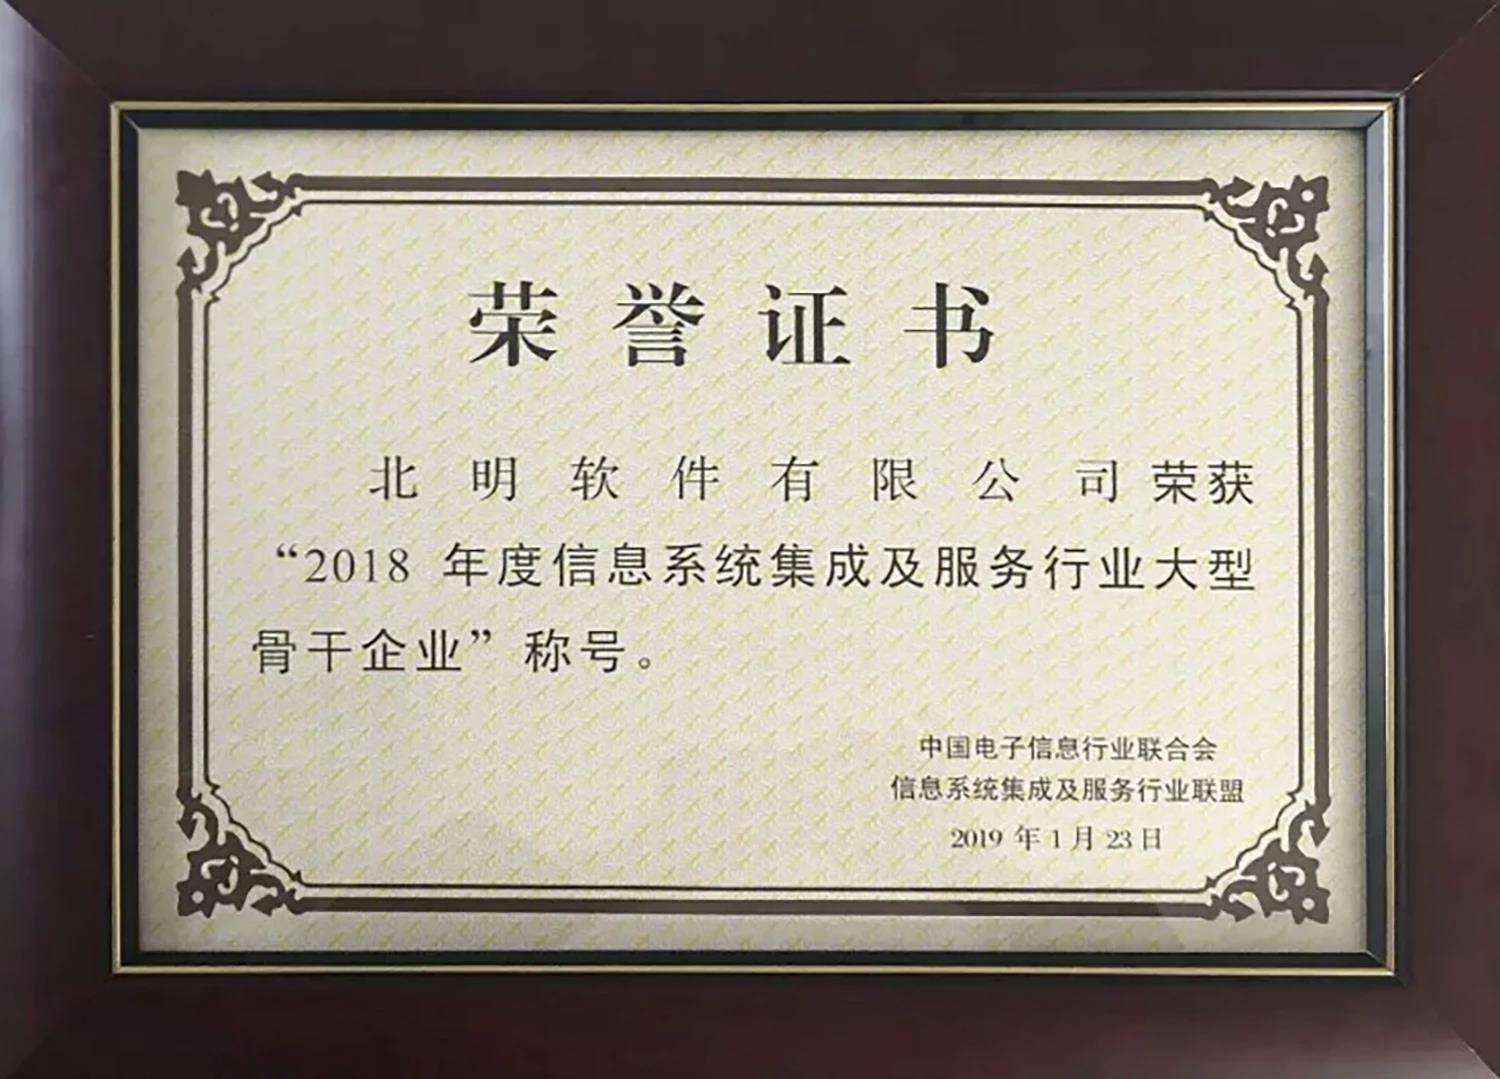 荣誉证书
北明软件有限公司荣获
“2018 年度信息系统集成及服务行业大型
骨干企业”称号。
中国电子信息行业联合会
信息系统集成及服务行业联盟
2019 年 1 月 23 日